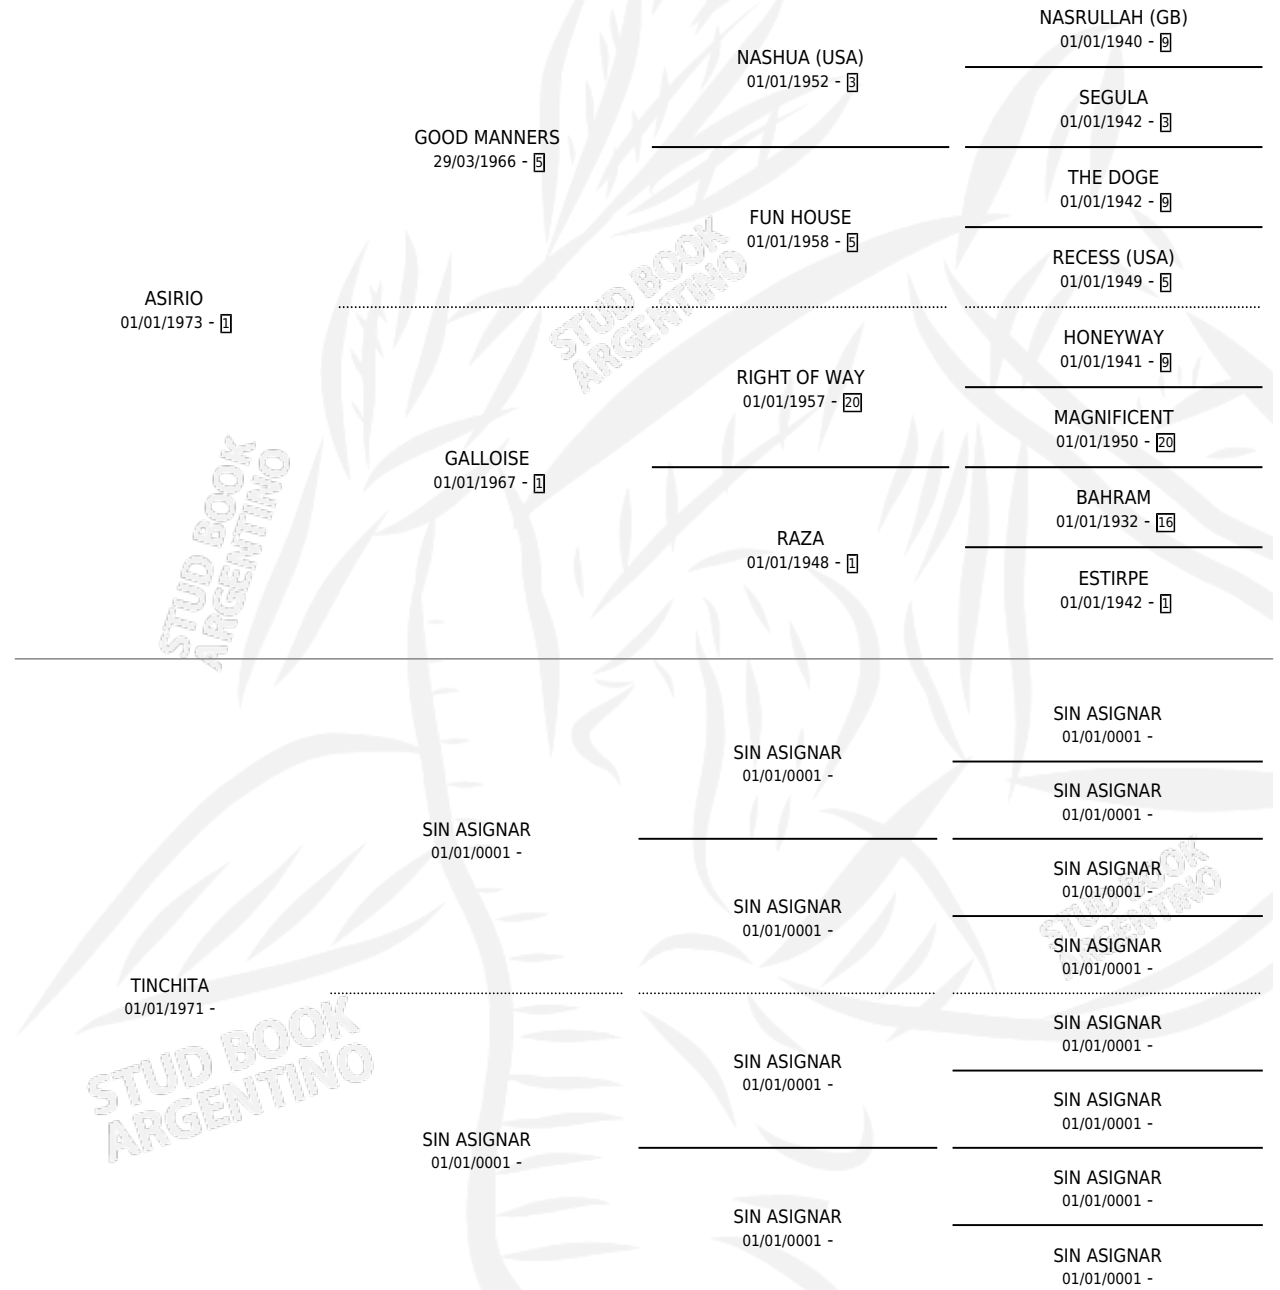 NASRULLAH (GB)
01/01/1940 - 9
NASHUA (USA)
01/01/1952 - 3
SEGULA
01/01/1942 - 3
GOOD MANNERS
29/03/1966 - 5
THE DOGE
01/01/1942 - 9
FUN HOUSE
01/01/1958 - 5
RECESS (USA)
01/01/1949 - 5
ASIRIO
01/01/1973 - 1
HONEYWAY
01/01/1941 - 9
RIGHT OF WAY
01/01/1957 - 20
MAGNIFICENT
01/01/1950 - 20
GALLOISE
01/01/1967 - 1
BAHRAM
01/01/1932 - 16
RAZA
01/01/1948 - 1
ESTIRPE
01/01/1942 - 1
STUD BOOK
ARGENTINO
STUD BOOK
ARGENTINO
SIN ASIGNAR
01/01/0001 -
SIN ASIGNAR
01/01/0001 -
SIN ASIGNAR
01/01/0001 -
SIN ASIGNAR
01/01/0001 -
SIN ASIGNAR
01/01/0001 -
SIN ASIGNAR
01/01/0001 -
SIN ASIGNAR
01/01/0001 -
TINCHITA
01/01/1971 -
SIN ASIGNAR
01/01/0001 -
SIN ASIGNAR
01/01/0001 -
SIN ASIGNAR
01/01/0001 -
SIN ASIGNAR
01/01/0001 -
SIN ASIGNAR
01/01/0001 -
SIN ASIGNAR
01/01/0001 -
SIN ASIGNAR
01/01/0001 -
STUD BOOK
ARGENTINO
STUD BOOK
ARGENTINO